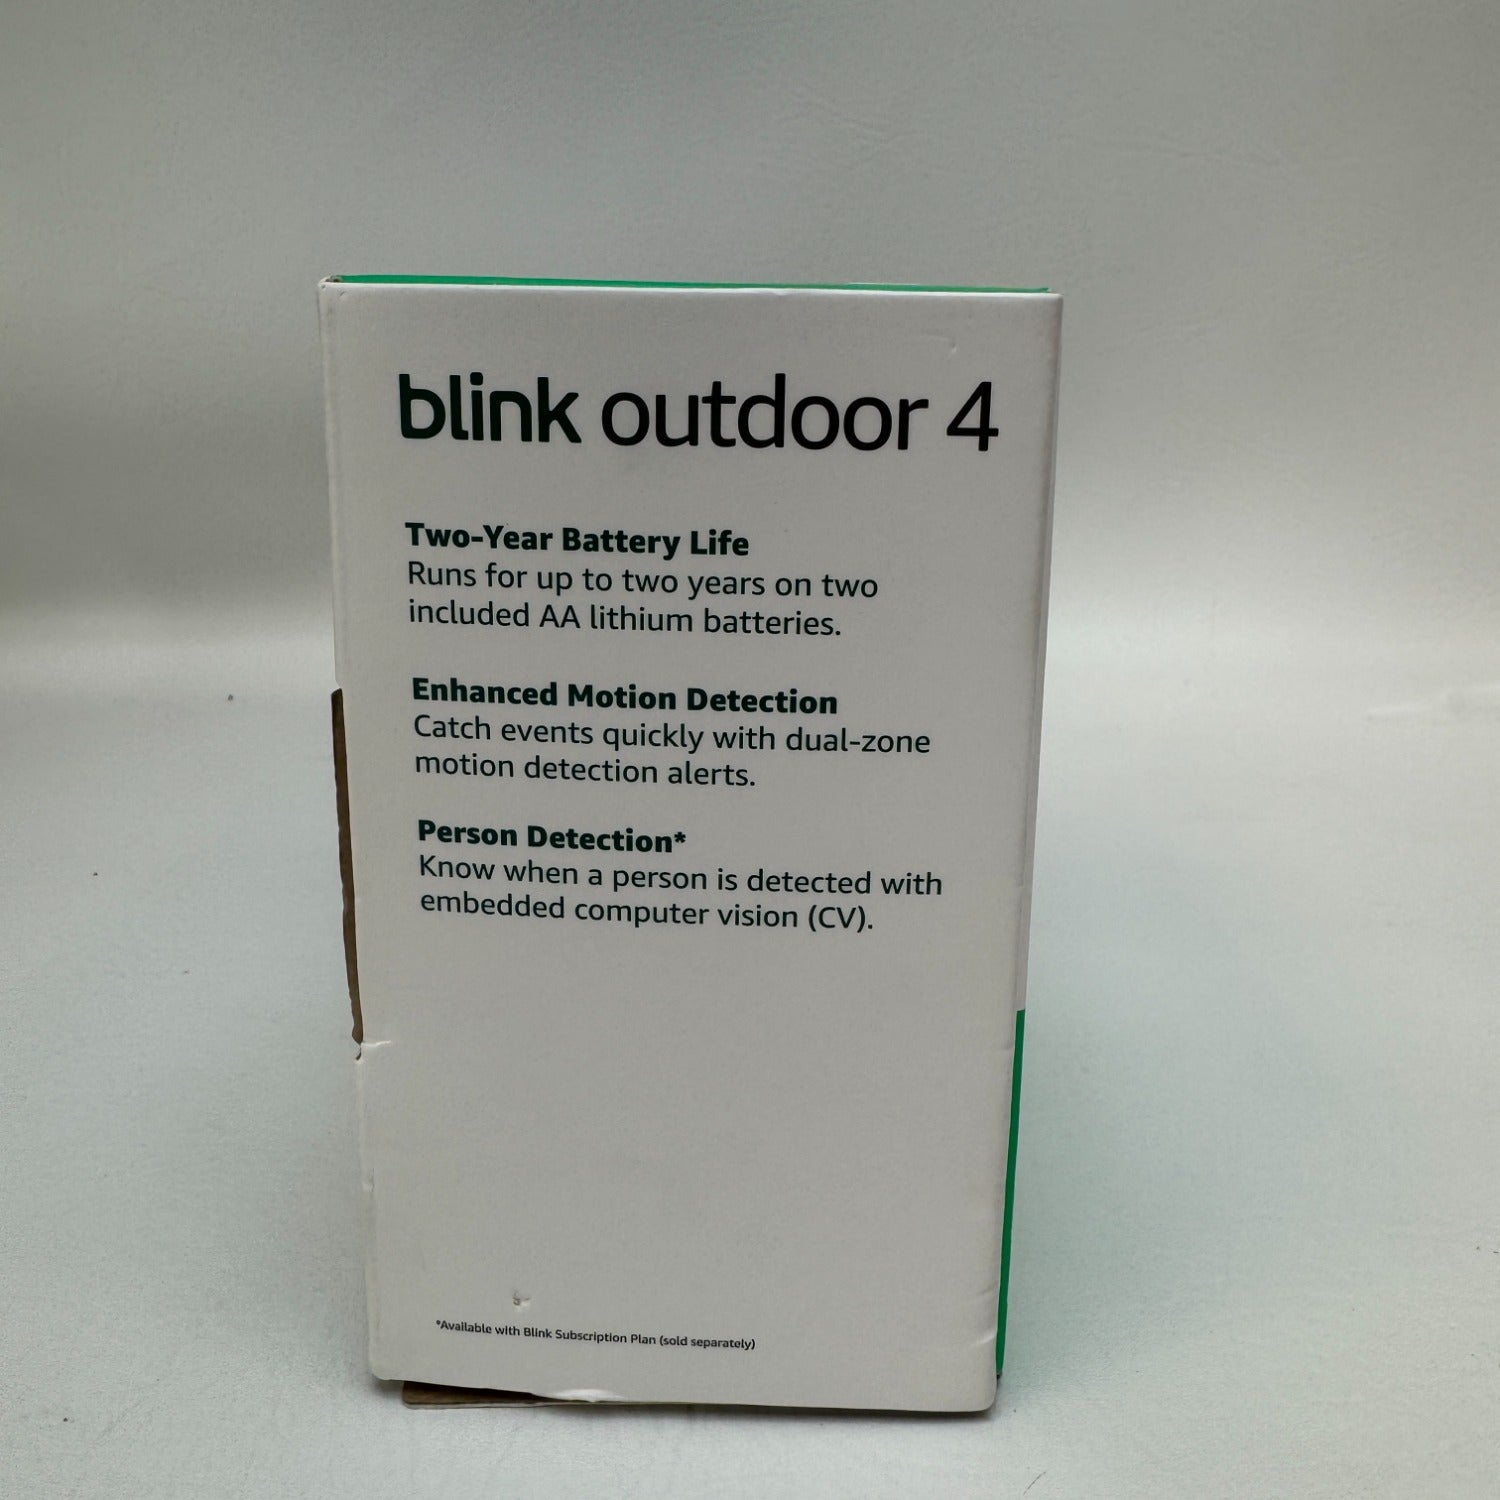 blink outdoor 4
Two-Year Battery Life
Runs for up to two years on two
included AA lithium batteries.
Enhanced Motion Detection
Catch events quickly with dual-zone
motion detection alerts.
Person Detection*
Know when a person is detected with
embedded computer vision (CV).
*Available with Blink Subscription Plan (sold separately)